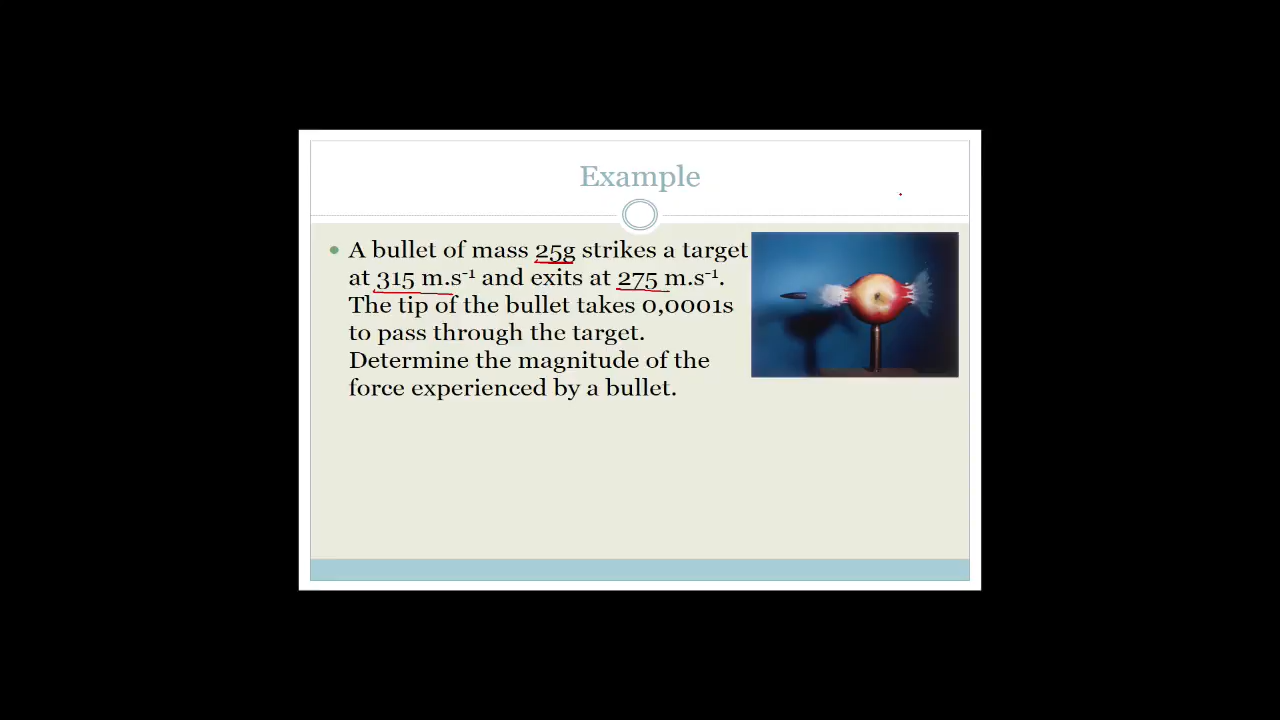 Example
A bullet of mass 25g strikes a target
at 315 m.s⁻¹ and exits at 275 m.s⁻¹.
The tip of the bullet takes 0,0001s
to pass through the target.
Determine the magnitude of the
force experienced by a bullet.